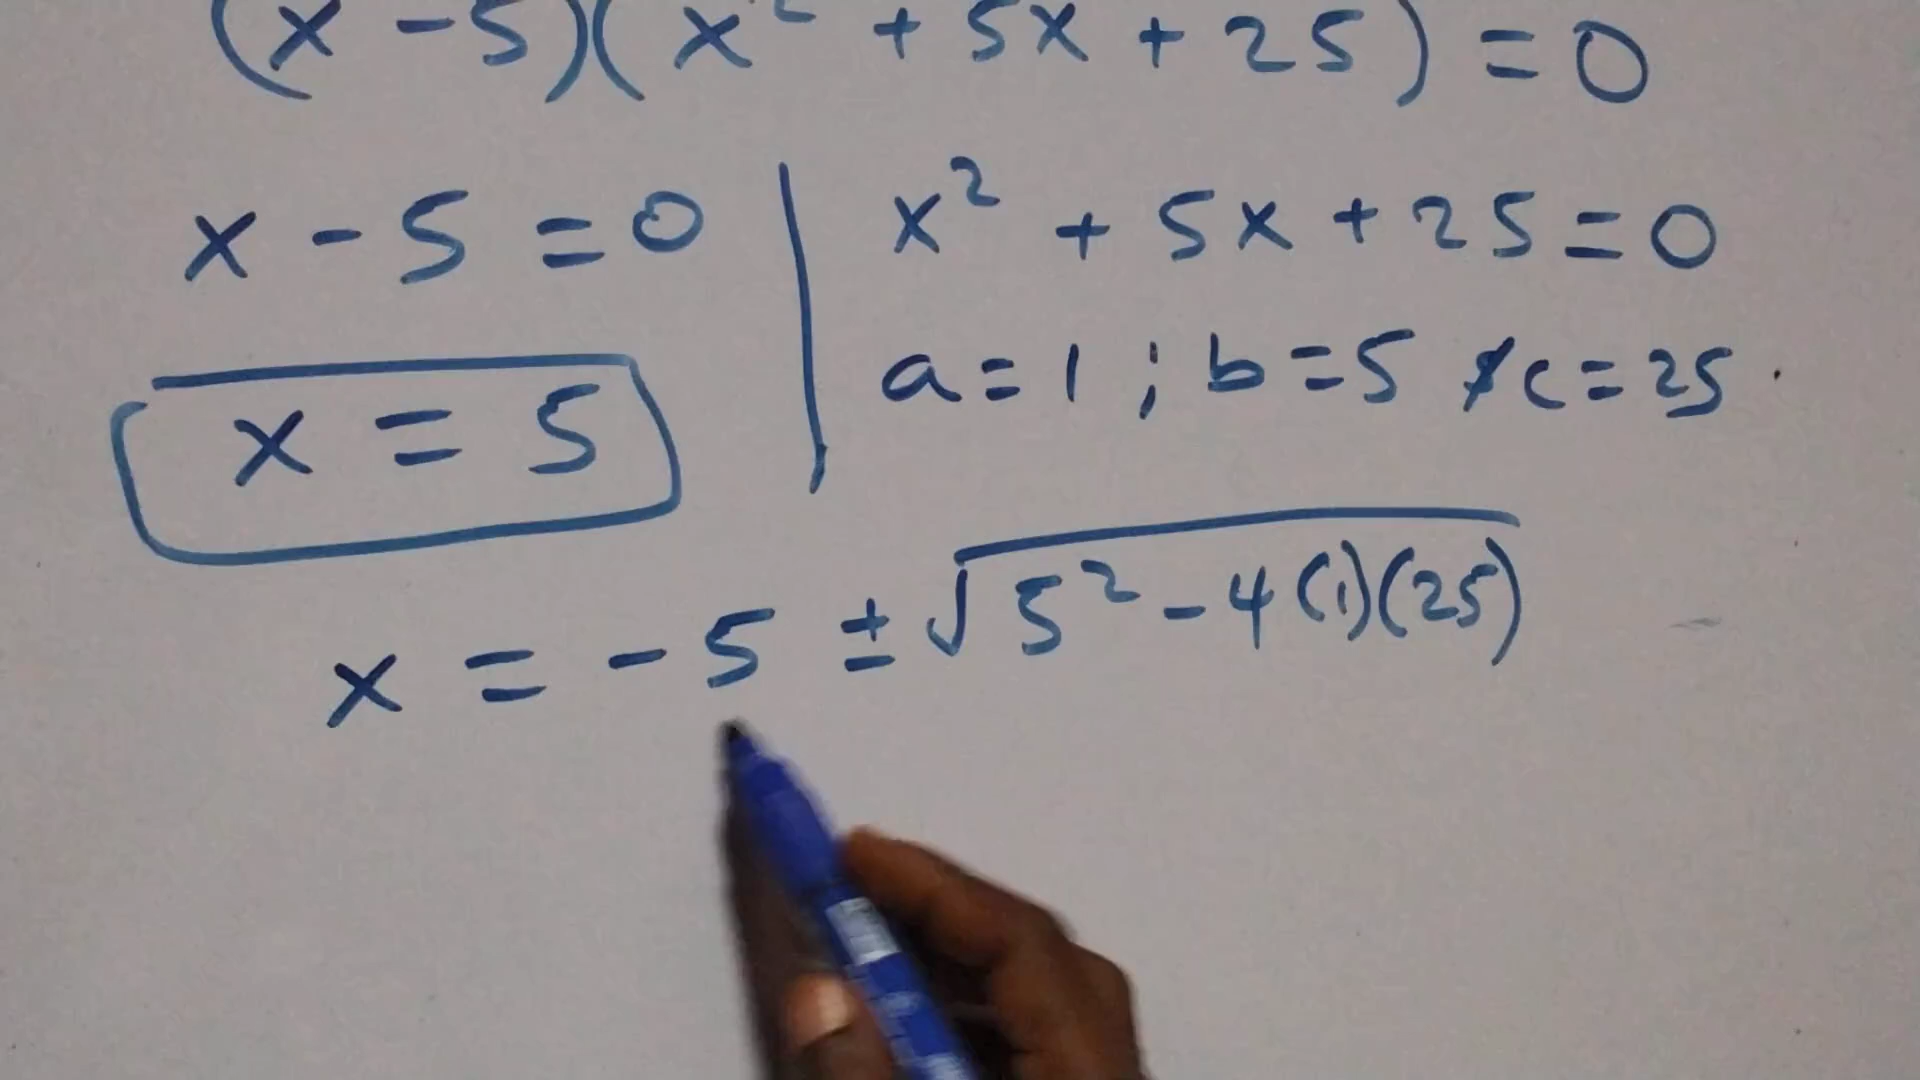 (x - 5)(x² + 5x + 25) = 0
x - 5 = 0
x = 5
x² + 5x + 25 = 0
a = 1 ; b = 5 ; c = 25
x = -5 ± √5² - 4(1)(25)